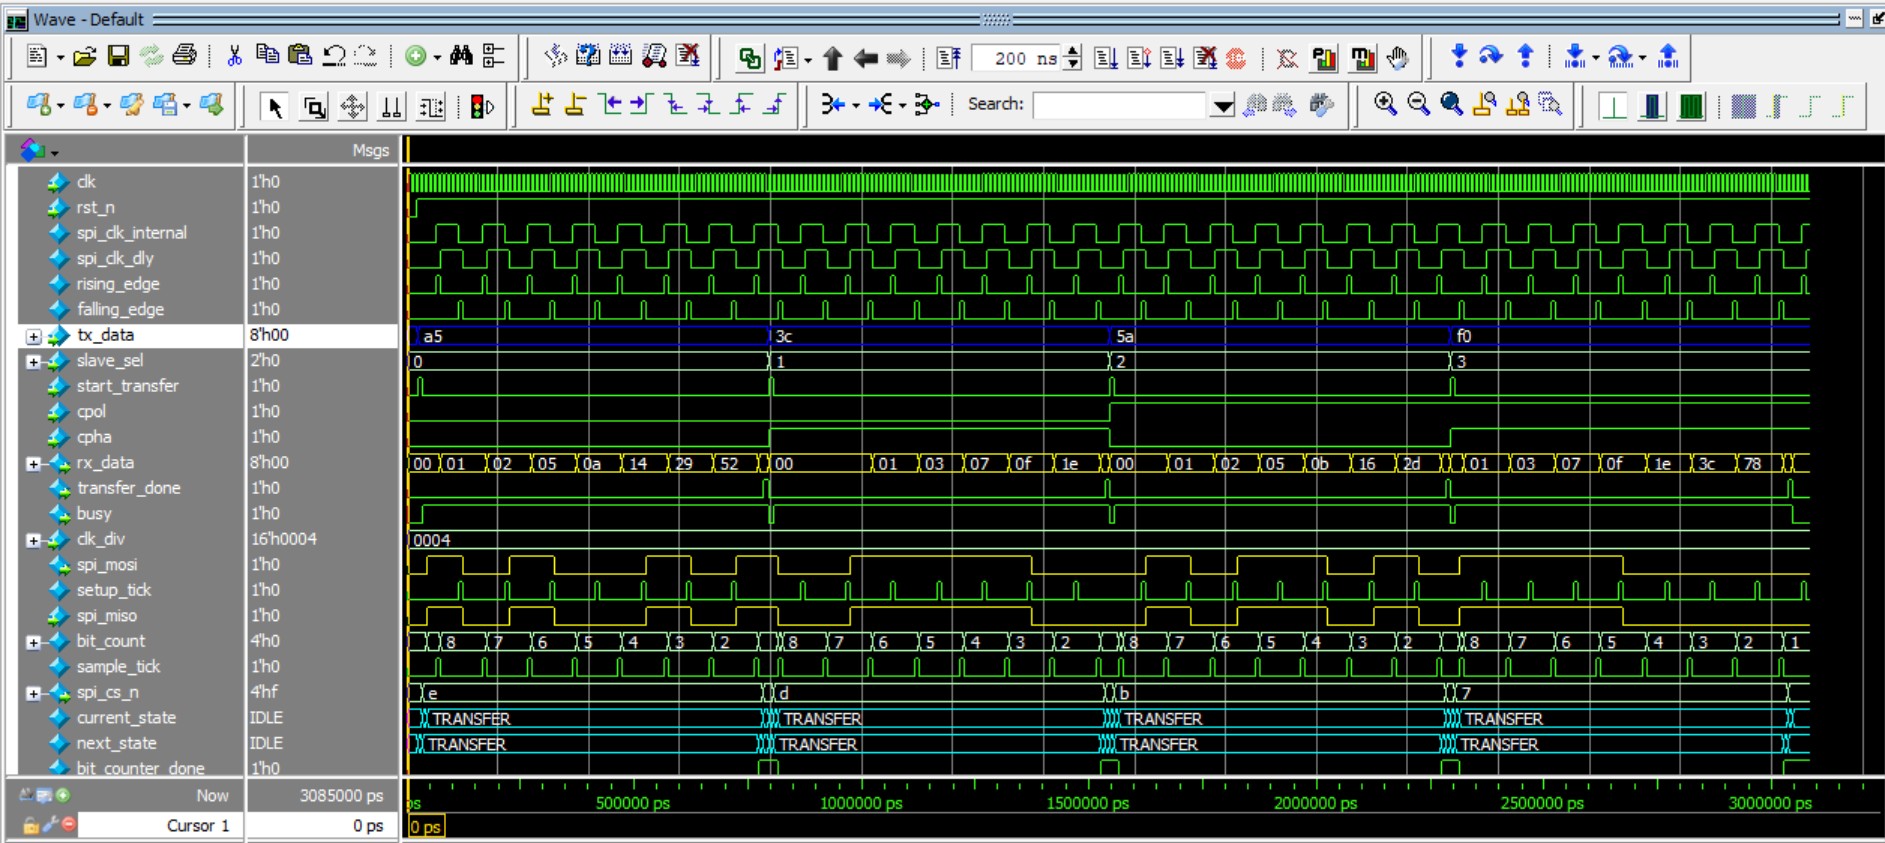 Wave - Default
200 ns
Search:
Msgs
clk 1'h0
rst_n 1'h0
spi_clk_internal 1'h0
spi_clk_dly 1'h0
rising_edge 1'h0
falling_edge 1'h0
tx_data 8'h00 a5 3c 5a f0
slave_sel 2'h0 0 1 2 3
start_transfer 1'h0
cpol 1'h0
cpha 1'h0
rx_data 8'h00 00 01 02 05 0a 14 29 52 00 01 03 07 0f 1e 00 01 02 05 0b 16 2d 01 03 07 0f 1e 3c 78
transfer_done 1'h0
busy 1'h0
clk_div 16'h0004 0004
spi_mosi 1'h0
setup_tick 1'h0
spi_miso 1'h0
bit_count 4'h0 8 7 6 5 4 3 2 8 7 6 5 4 3 2 8 7 6 5 4 3 2 8 7 6 5 4 3 2 1
sample_tick 1'h0
spi_cs_n 4'hf e d b 7
current_state IDLE TRANSFER TRANSFER TRANSFER TRANSFER
next_state IDLE TRANSFER TRANSFER TRANSFER TRANSFER
bit_counter_done 1'h0
Now 3085000 ps
ps 500000 ps 1000000 ps 1500000 ps 2000000 ps 2500000 ps 3000000 ps
Cursor 1 0 ps
0 ps